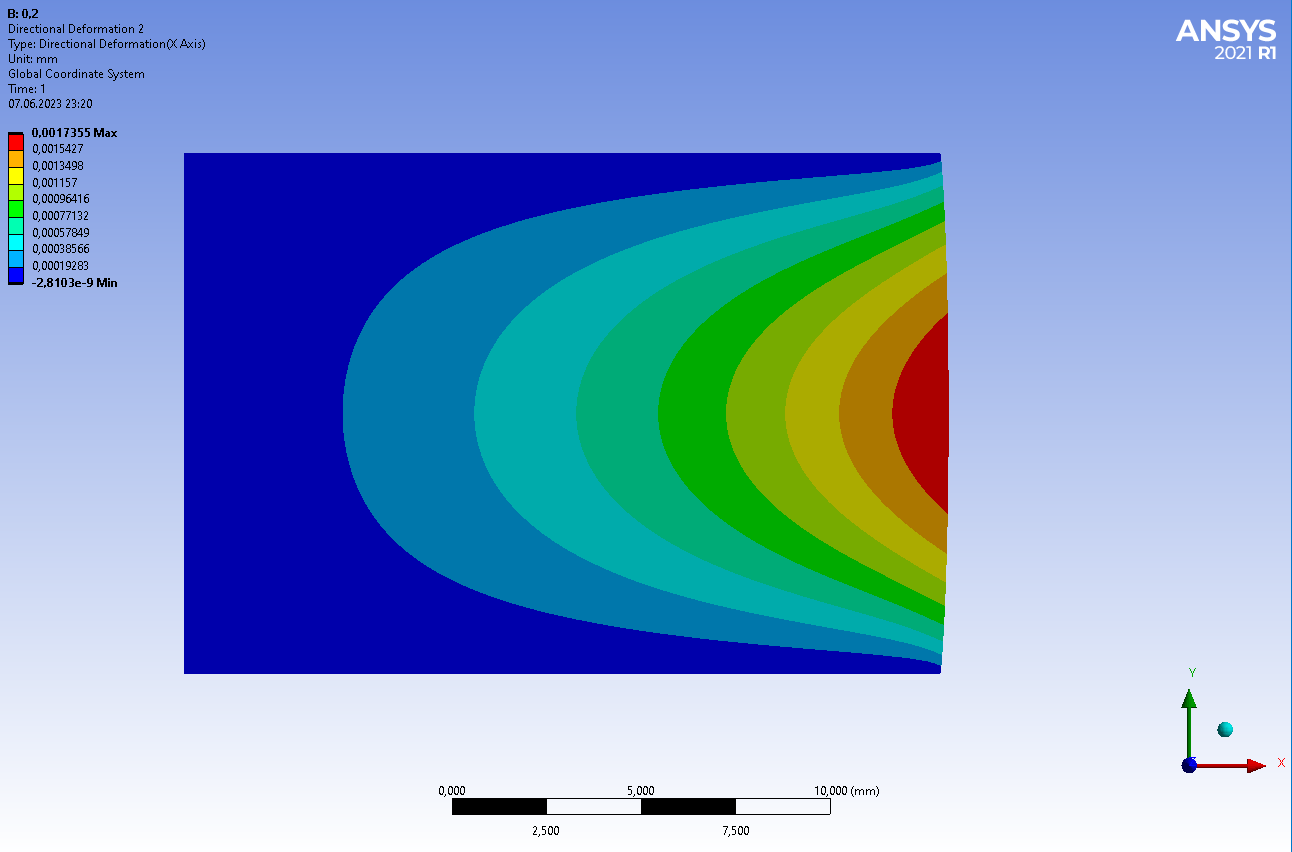 B: 0,2
Directional Deformation 2
Type: Directional Deformation(X Axis)
Unit: mm
Global Coordinate System
Time: 1
07.06.2023 23:20
ANSYS
2021 R1
0,0017355 Max
0,0015427
0,0013498
0,001157
0,00096416
0,00077132
0,00057849
0,00038566
0,00019283
-2,8103e-9 Min
Y
X
0,000 5,000 10,000 (mm)
2,500 7,500